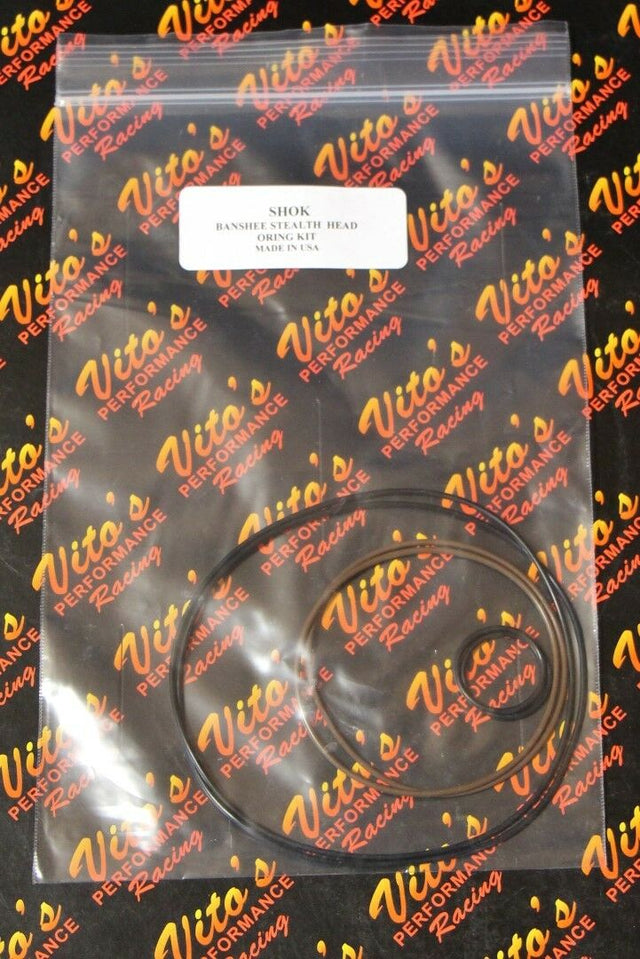 SHOK
BANSHEE STEALTH HEAD
ORING KIT
MADE IN USA
Vito's
PERFORMANCE
Racing